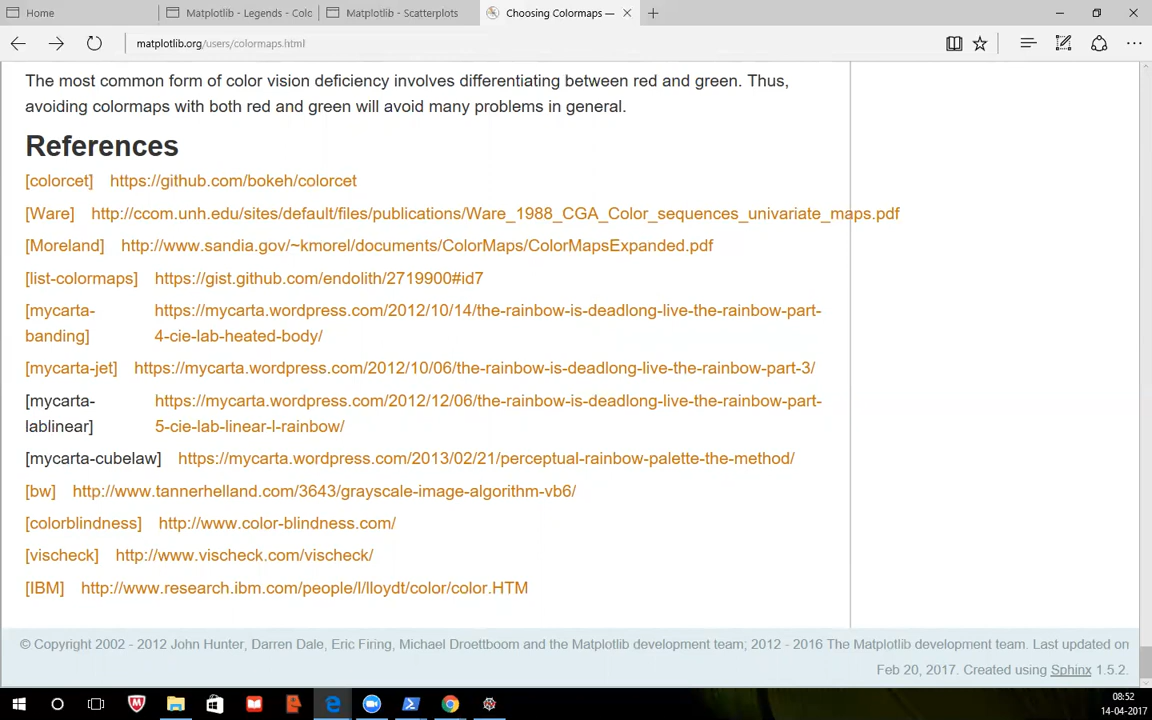 Home
Matplotlib - Legends - Colo
Matplotlib - Scatterplots
Choosing Colormaps —
matplotlib.org/users/colormaps.html
The most common form of color vision deficiency involves differentiating between red and green. Thus,
avoiding colormaps with both red and green will avoid many problems in general.
References
[colorcet] https://github.com/bokeh/colorcet
[Ware] http://ccom.unh.edu/sites/default/files/publications/Ware_1988_CGA_Color_sequences_univariate_maps.pdf
[Moreland] http://www.sandia.gov/~kmorel/documents/ColorMaps/ColorMapsExpanded.pdf
[list-colormaps] https://gist.github.com/endolith/2719900#id7
[mycarta- https://mycarta.wordpress.com/2012/10/14/the-rainbow-is-deadlong-live-the-rainbow-part-
banding] 4-cie-lab-heated-body/
[mycarta-jet] https://mycarta.wordpress.com/2012/10/06/the-rainbow-is-deadlong-live-the-rainbow-part-3/
[mycarta- https://mycarta.wordpress.com/2012/12/06/the-rainbow-is-deadlong-live-the-rainbow-part-
lablinear] 5-cie-lab-linear-l-rainbow/
[mycarta-cubelaw] https://mycarta.wordpress.com/2013/02/21/perceptual-rainbow-palette-the-method/
[bw] http://www.tannerhelland.com/3643/grayscale-image-algorithm-vb6/
[colorblindness] http://www.color-blindness.com/
[vischeck] http://www.vischeck.com/vischeck/
[IBM] http://www.research.ibm.com/people/l/lloydt/color/color.HTM
© Copyright 2002 - 2012 John Hunter, Darren Dale, Eric Firing, Michael Droettboom and the Matplotlib development team; 2012 - 2016 The Matplotlib development team. Last updated on
Feb 20, 2017. Created using Sphinx 1.5.2.
08:52
14-04-2017